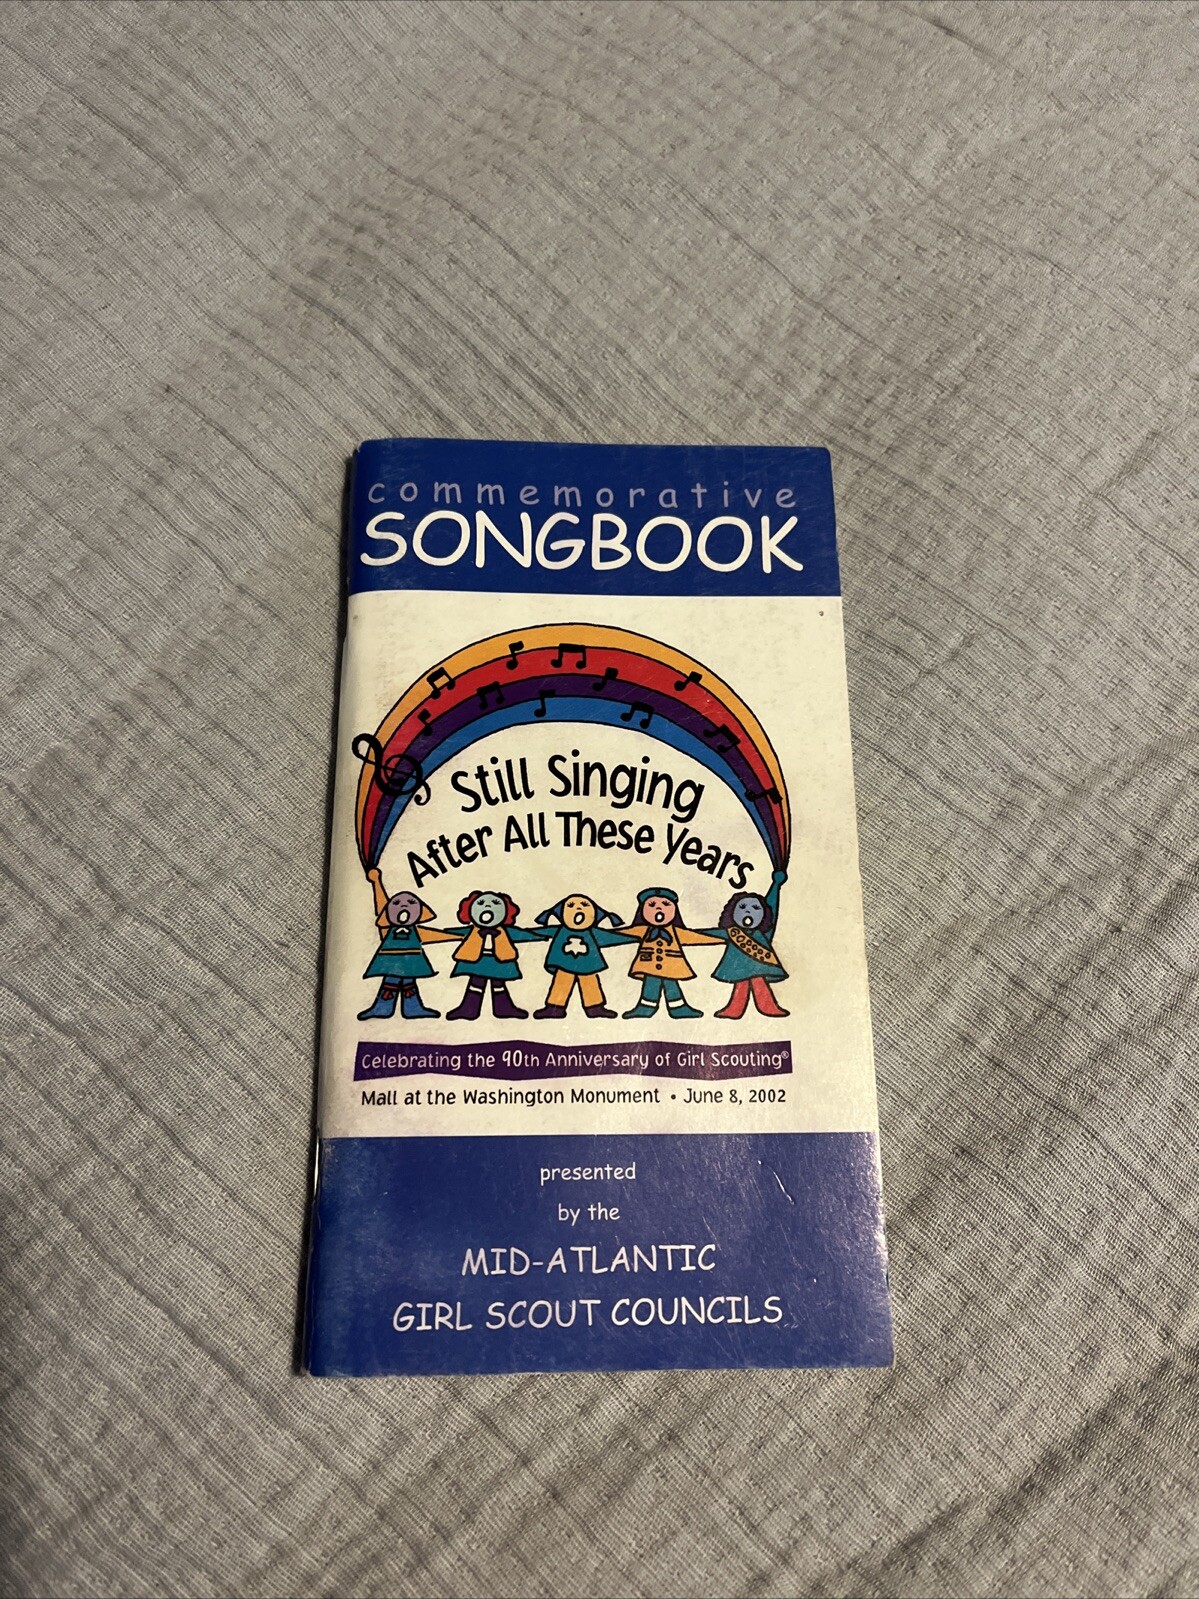 commemorative
SONGBOOK
Still Singing
After All These Years
Celebrating the 90th Anniversary of Girl Scouting®
Mall at the Washington Monument • June 8, 2002
presented
by the
MID-ATLANTIC
GIRL SCOUT COUNCILS